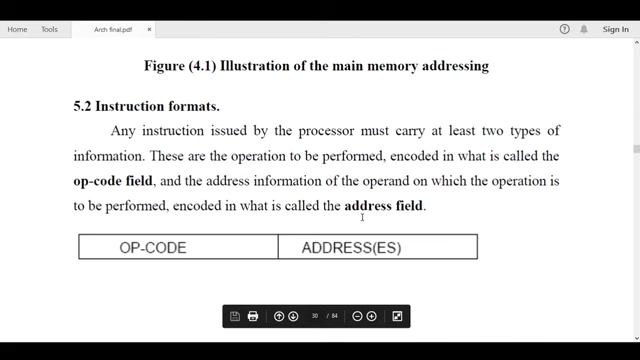 Home Tools Arch final.pdf × Sign In
Figure (4.1) Illustration of the main memory addressing
5.2 Instruction formats.
Any instruction issued by the processor must carry at least two types of
information. These are the operation to be performed, encoded in what is called the
op-code field, and the address information of the operand on which the operation is
to be performed, encoded in what is called the address field.
OP-CODE ADDRESS(ES)
30 / 84